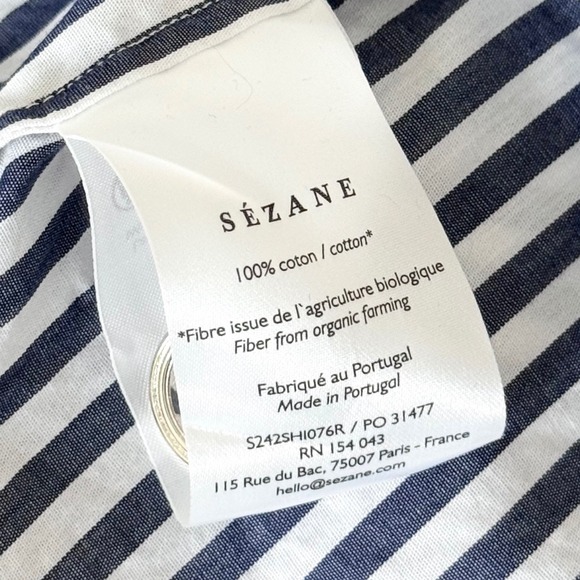 SÉZANE
100% coton / cotton*
*Fibre issue de l`agriculture biologique
Fiber from organic farming
Fabriqué au Portugal
Made in Portugal
S242SHI076R / PO 31477
RN 154 043
115 Rue du Bac, 75007 Paris - France
hello@sezane.com